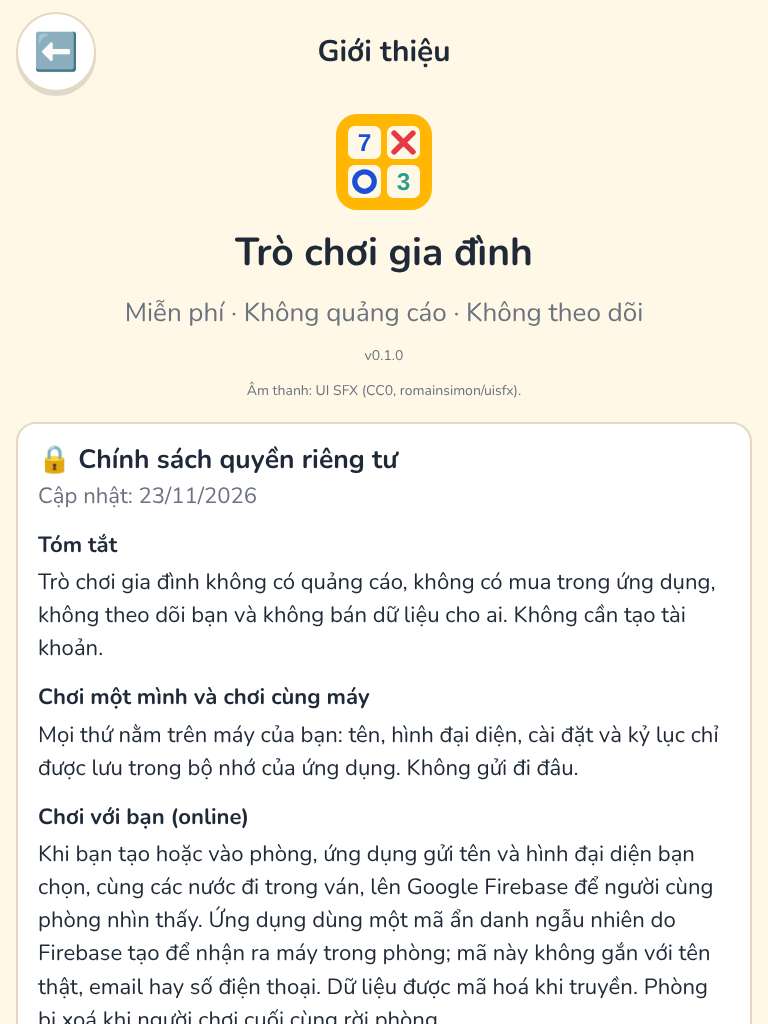 Giới thiệu
7
3
Trò chơi gia đình
Miễn phí · Không quảng cáo · Không theo dõi
v0.1.0
Âm thanh: UI SFX (CC0, romainsimon/uisfx).
🔒 Chính sách quyền riêng tư
Cập nhật: 23/11/2026
Tóm tắt
Trò chơi gia đình không có quảng cáo, không có mua trong ứng dụng,
không theo dõi bạn và không bán dữ liệu cho ai. Không cần tạo tài
khoản.
Chơi một mình và chơi cùng máy
Mọi thứ nằm trên máy của bạn: tên, hình đại diện, cài đặt và kỷ lục chỉ
được lưu trong bộ nhớ của ứng dụng. Không gửi đi đâu.
Chơi với bạn (online)
Khi bạn tạo hoặc vào phòng, ứng dụng gửi tên và hình đại diện bạn
chọn, cùng các nước đi trong ván, lên Google Firebase để người cùng
phòng nhìn thấy. Ứng dụng dùng một mã ẩn danh ngẫu nhiên do
Firebase tạo để nhận ra máy trong phòng; mã này không gắn với tên
thật, email hay số điện thoại. Dữ liệu được mã hoá khi truyền. Phòng
bị xoá khi người chơi cuối cùng rời phòng.